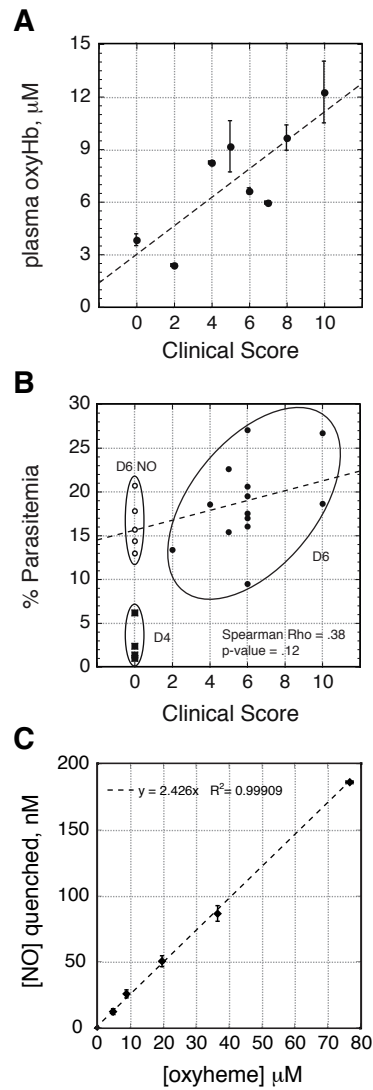 A
plasma oxyHb, μM
15
12
9
6
3
0
0 2 4 6 8 10
Clinical Score
B
% Parasitemia
30
25
20
15
10
5
0
D6 NO
D6
D4
Spearman Rho = .38
p-value = .12
0 2 4 6 8 10
Clinical Score
C
[NO] quenched, nM
200
150
100
50
0
y = 2.426x R²= 0.99909
0 10 20 30 40 50 60 70 80
[oxyheme] μM